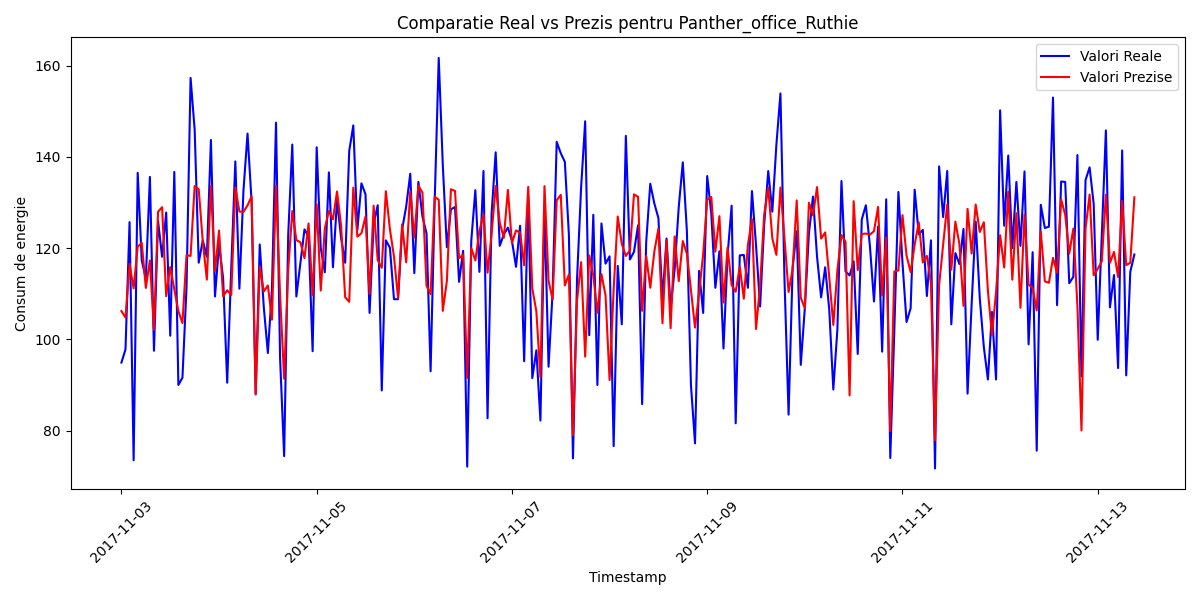 Comparatie Real vs Prezis pentru Panther_office_Ruthie
Valori Reale
Valori Prezise
Consum de energie
160
140
120
100
80
2017-11-03
2017-11-05
2017-11-07
2017-11-09
2017-11-11
2017-11-13
Timestamp